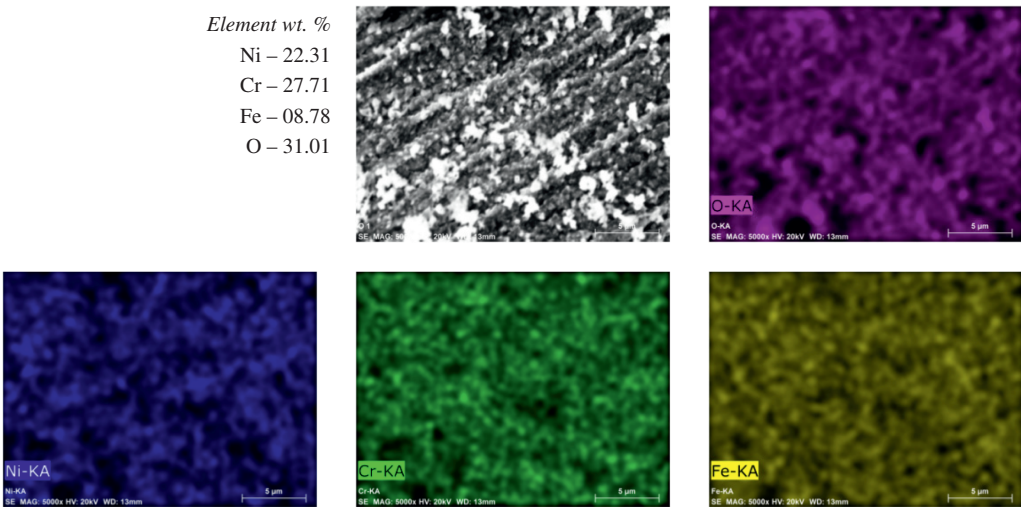 Element wt. %
Ni – 22.31
Cr – 27.71
Fe – 08.78
O – 31.01
5 µm
O-KA
O-KA
5 µm
SE MAG: 5000x HV: 20kV WD: 13mm
Ni-KA
Ni-KA
5 µm
SE MAG: 5000x HV: 20kV WD: 13mm
Cr-KA
Cr-KA
5 µm
SE MAG: 5000x HV: 20kV WD: 13mm
Fe-KA
Fe-KA
5 µm
SE MAG: 5000x HV: 20kV WD: 13mm